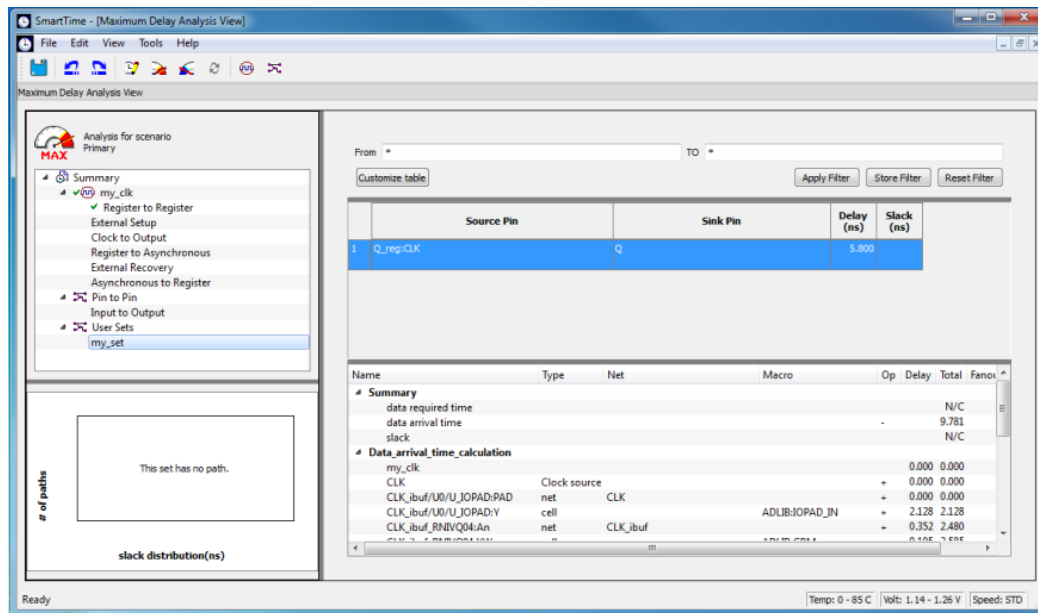 SmartTime - [Maximum Delay Analysis View]
File Edit View Tools Help
Maximum Delay Analysis View
MAX
Analysis for scenario
Primary
Summary
my_clk
Register to Register
External Setup
Clock to Output
Register to Asynchronous
External Recovery
Asynchronous to Register
Pin to Pin
Input to Output
User Sets
my_set
# of paths
This set has no path.
slack distribution(ns)
From * TO *
Customize table Apply Filter Store Filter Reset Filter
Source Pin Sink Pin Delay (ns) Slack (ns)
1 Q_reg:CLK Q 5.800
Name Type Net Macro Op Delay Total Fanou
Summary
data required time N/C
data arrival time - 9.781
slack N/C
Data_arrival_time_calculation
my_clk 0.000 0.000
CLK Clock source + 0.000 0.000
CLK_ibuf/U0/U_IOPAD:PAD net CLK + 0.000 0.000
CLK_ibuf/U0/U_IOPAD:Y cell ADLIB:IOPAD_IN + 2.128 2.128
CLK_ibuf_RNIVQ04:An net CLK_ibuf + 0.352 2.480
Ready Temp: 0 - 85 C Volt: 1.14 - 1.26 V Speed: STD